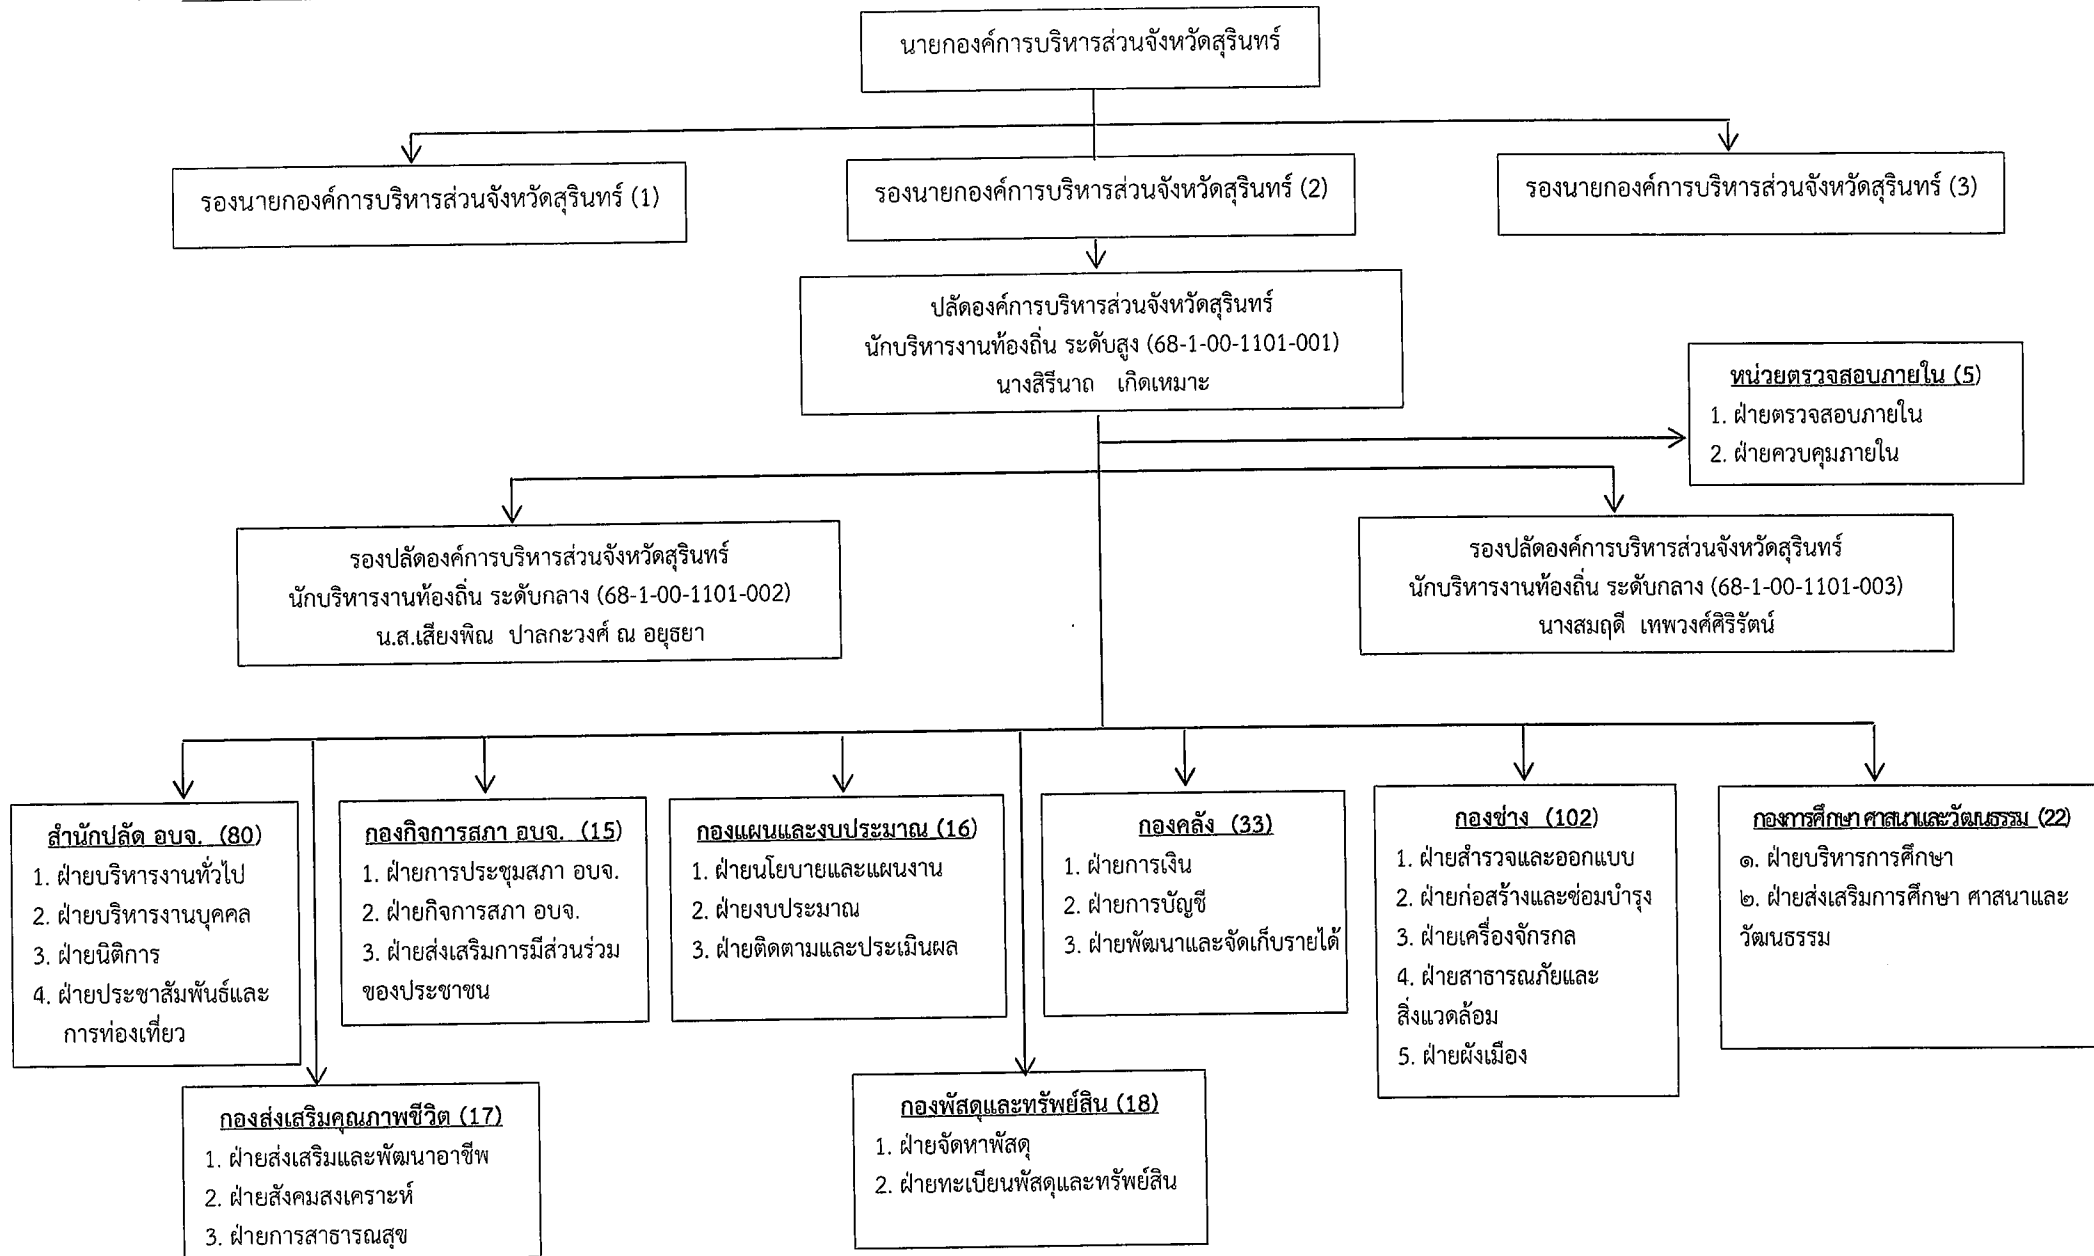 นายกองค์การบริหารส่วนจังหวัดสุรินทร์
รองนายกองค์การบริหารส่วนจังหวัดสุรินทร์ (1)
รองนายกองค์การบริหารส่วนจังหวัดสุรินทร์ (2)
รองนายกองค์การบริหารส่วนจังหวัดสุรินทร์ (3)
ปลัดองค์การบริหารส่วนจังหวัดสุรินทร์
นักบริหารงานท้องถิ่น ระดับสูง (68-1-00-1101-001)
นางสิรีนาถ เกิดเหมาะ
หน่วยตรวจสอบภายใน (5)
1. ฝ่ายตรวจสอบภายใน
2. ฝ่ายควบคุมภายใน
รองปลัดองค์การบริหารส่วนจังหวัดสุรินทร์
นักบริหารงานท้องถิ่น ระดับกลาง (68-1-00-1101-002)
น.ส.เสียงพิณ ปาลกะวงศ์ ณ อยุธยา
รองปลัดองค์การบริหารส่วนจังหวัดสุรินทร์
นักบริหารงานท้องถิ่น ระดับกลาง (68-1-00-1101-003)
นางสมฤดี เทพวงศ์ศิริรัตน์
สำนักปลัด อบจ. (80)
1. ฝ่ายบริหารงานทั่วไป
2. ฝ่ายบริหารงานบุคคล
3. ฝ่ายนิติการ
4. ฝ่ายประชาสัมพันธ์และ
การท่องเที่ยว
กองกิจการสภา อบจ. (15)
1. ฝ่ายการประชุมสภา อบจ.
2. ฝ่ายกิจการสภา อบจ.
3. ฝ่ายส่งเสริมการมีส่วนร่วม
ของประชาชน
กองแผนและงบประมาณ (16)
1. ฝ่ายนโยบายและแผนงาน
2. ฝ่ายงบประมาณ
3. ฝ่ายติดตามและประเมินผล
กองคลัง (33)
1. ฝ่ายการเงิน
2. ฝ่ายการบัญชี
3. ฝ่ายพัฒนาและจัดเก็บรายได้
กองช่าง (102)
1. ฝ่ายสำรวจและออกแบบ
2. ฝ่ายก่อสร้างและซ่อมบำรุง
3. ฝ่ายเครื่องจักรกล
4. ฝ่ายสาธารณภัยและ
สิ่งแวดล้อม
5. ฝ่ายผังเมือง
กองการศึกษา ศาสนาและวัฒนธรรม (22)
๑. ฝ่ายบริหารการศึกษา
๒. ฝ่ายส่งเสริมการศึกษา ศาสนาและ
วัฒนธรรม
กองส่งเสริมคุณภาพชีวิต (17)
1. ฝ่ายส่งเสริมและพัฒนาอาชีพ
2. ฝ่ายสังคมสงเคราะห์
3. ฝ่ายการสาธารณสุข
กองพัสดุและทรัพย์สิน (18)
1. ฝ่ายจัดหาพัสดุ
2. ฝ่ายทะเบียนพัสดุและทรัพย์สิน